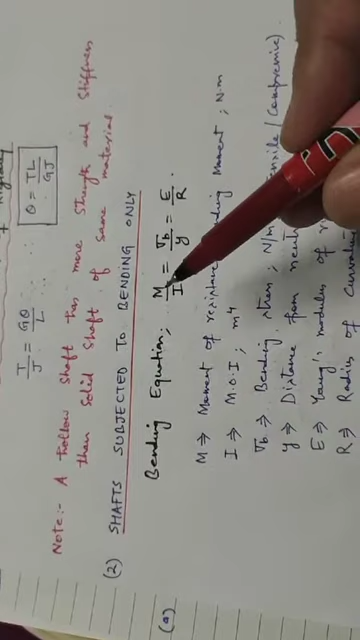 Rigidity
T/J = Gθ/L ... θ = TL/GJ
Note:- A Hollow Shaft has more Strength and Stiffness
than Solid Shaft of same material
(2) SHAFTS SUBJECTED TO BENDING ONLY
(a) Bending Equation; M/I = σb/y = E/R.
M ⇒ Moment of resistance Moment ; N.m
I ⇒ M.O.I ; m⁴
σb ⇒ Bending stress ; N/m (Compressive)
y ⇒ Distance from
E ⇒ Young's modulus of
R ⇒ Radius of